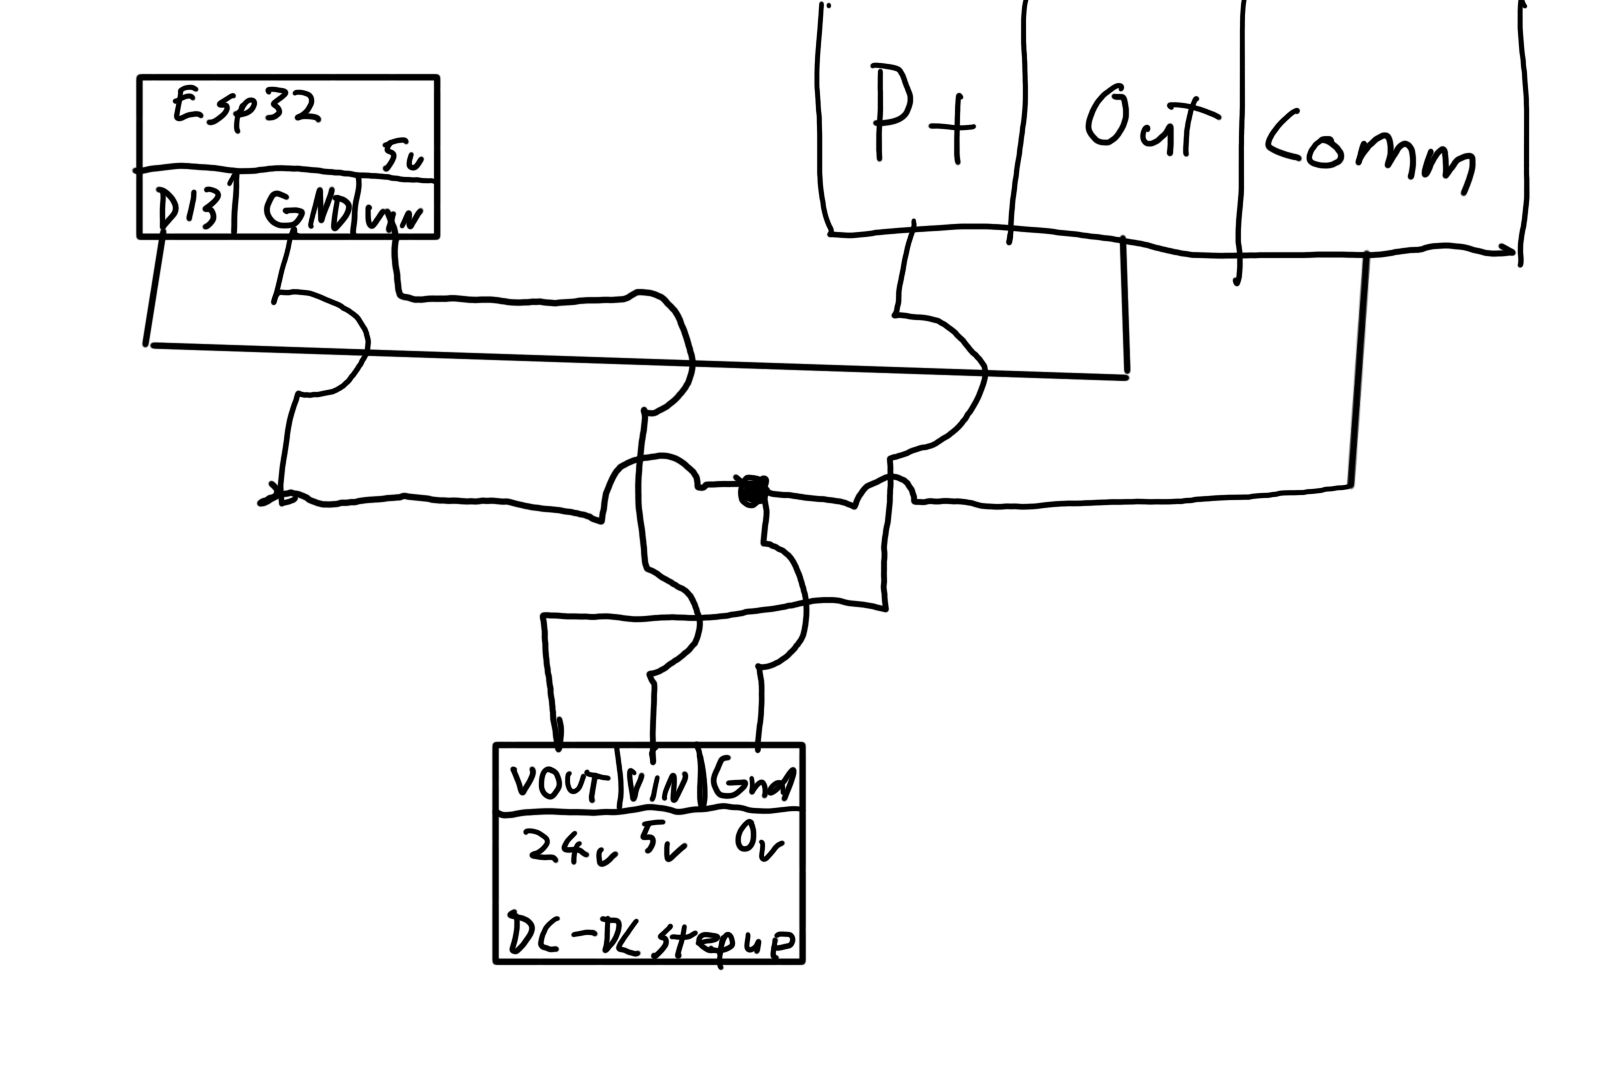 Esp32
5v
D13 GND VIN
P+ Out Comm
VOUT VIN Gnd
24v 5v 0v
DC-DC stepup